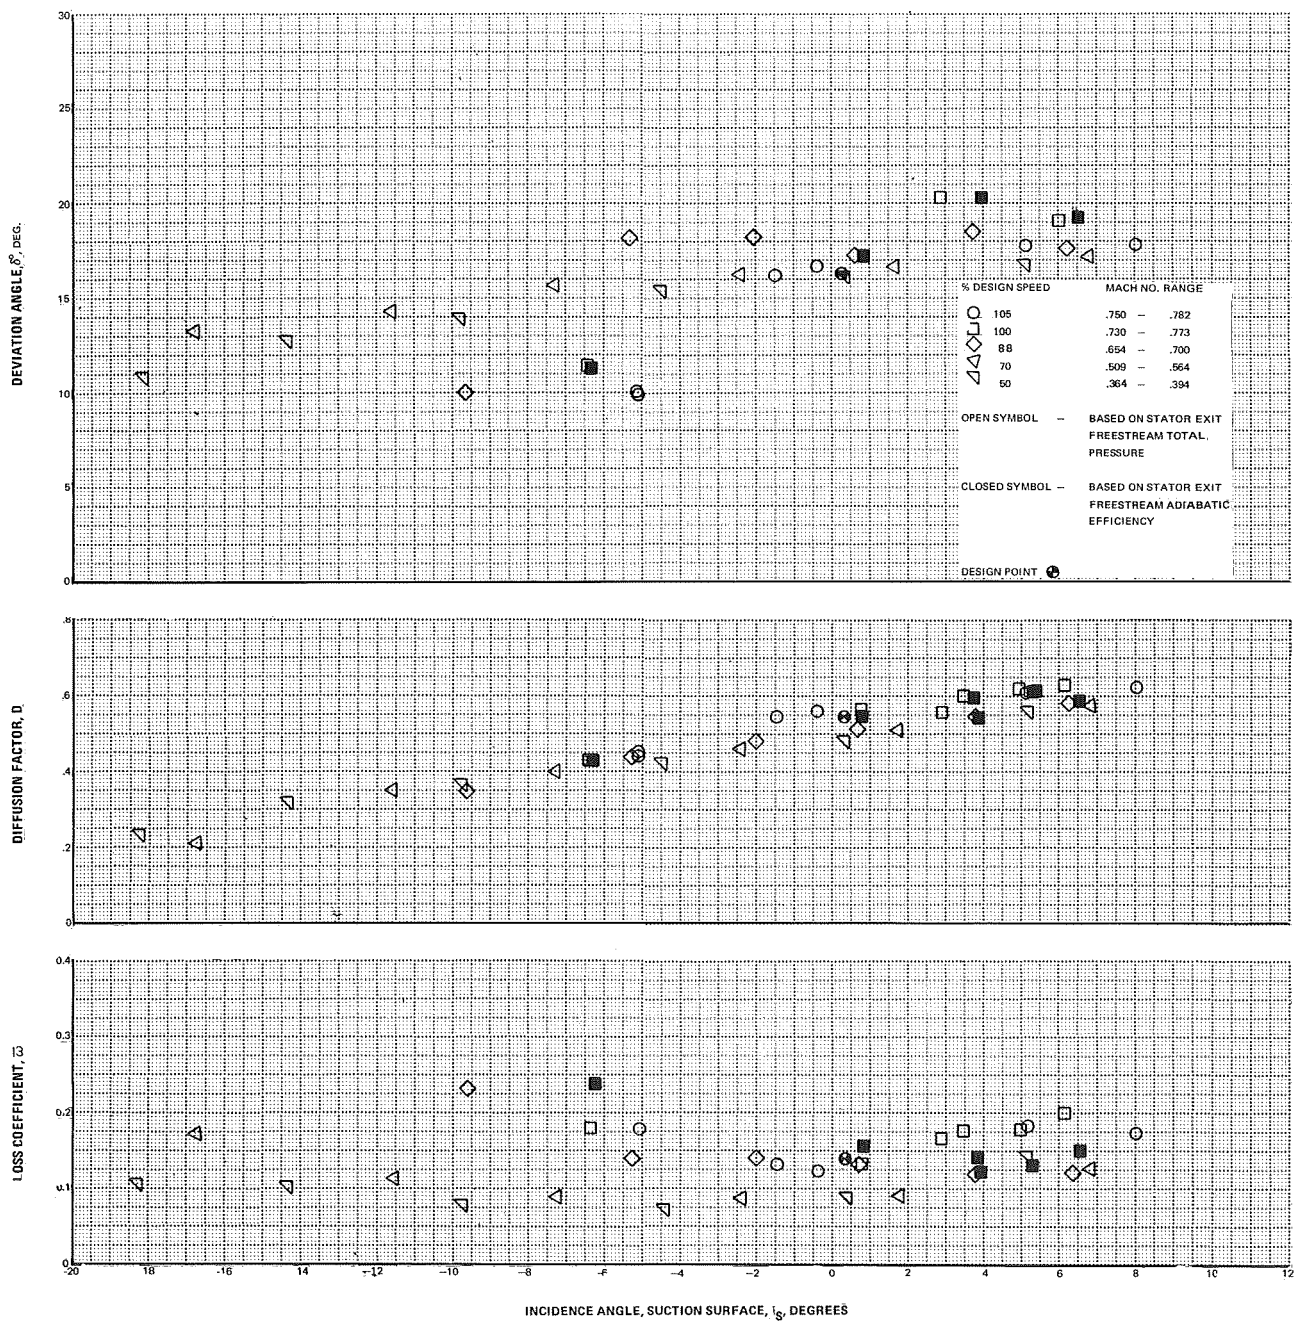 30
25
20
15
10
5
0
DEVIATION ANGLE, δ°, DEG.
% DESIGN SPEED MACH NO. RANGE
105 .750 – .782
100 .730 – .773
88 .654 – .700
70 .509 – .564
50 .364 – .394
OPEN SYMBOL – BASED ON STATOR EXIT
FREESTREAM TOTAL
PRESSURE
CLOSED SYMBOL – BASED ON STATOR EXIT
FREESTREAM ADIABATIC
EFFICIENCY
DESIGN POINT
.8
.6
.4
.2
0
DIFFUSION FACTOR, D
0.4
0.3
0.2
0.1
0
LOSS COEFFICIENT, ω̄
-20 18 -16 14 -12 -10 -8 -4 -2 0 2 4 6 8 10 12
INCIDENCE ANGLE, SUCTION SURFACE, iS, DEGREES